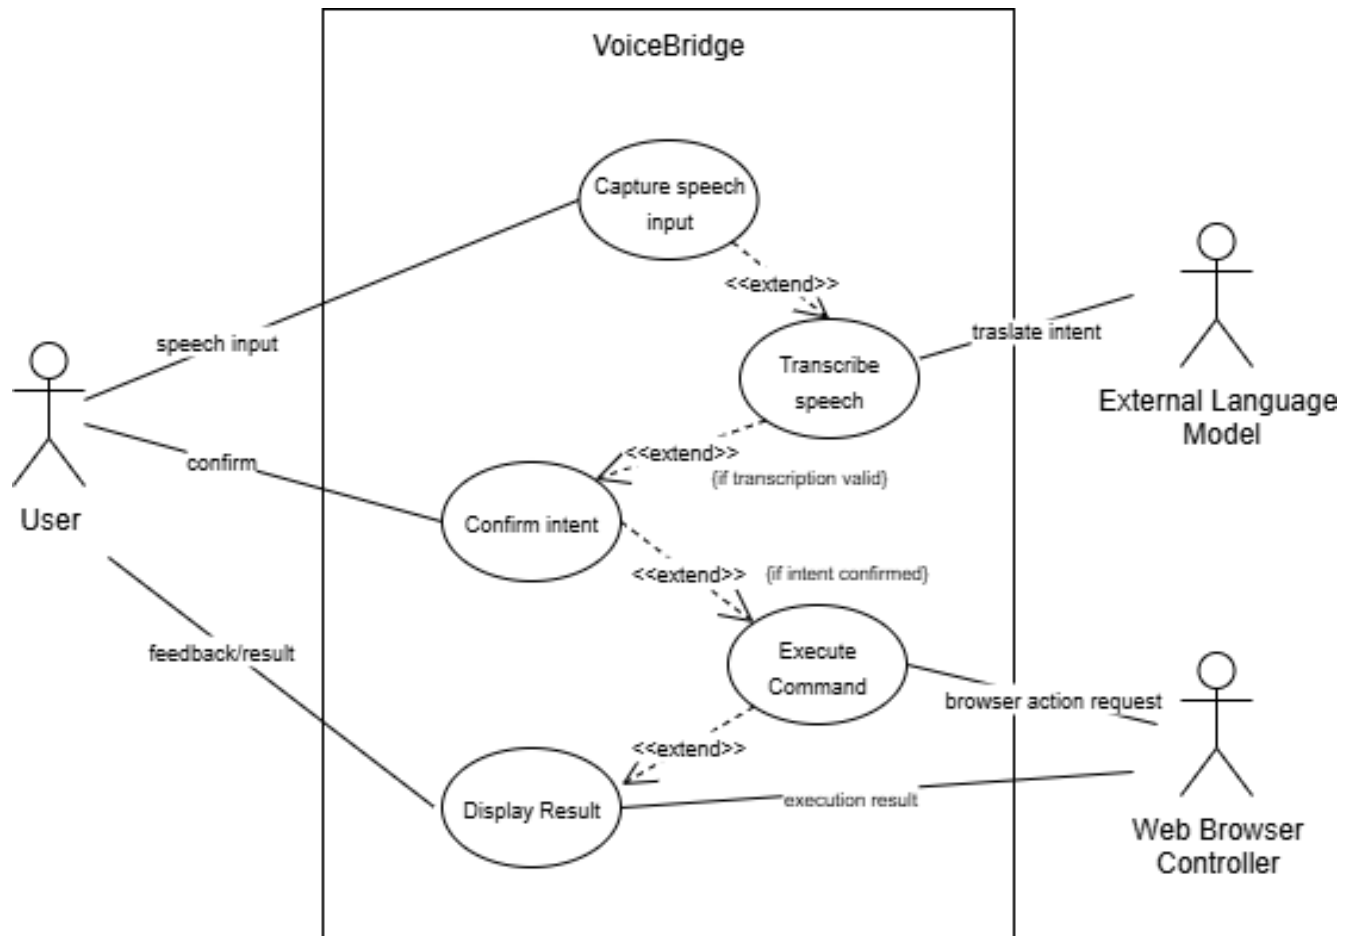 VoiceBridge
Capture speech
input
<<extend>>
speech input
traslate intent
Transcribe
speech
External Language
Model
<<extend>>
{if transcription valid}
confirm
User
Confirm intent
<<extend>>
{if intent confirmed}
feedback/result
Execute
Command
browser action request
<<extend>>
Display Result
execution result
Web Browser
Controller